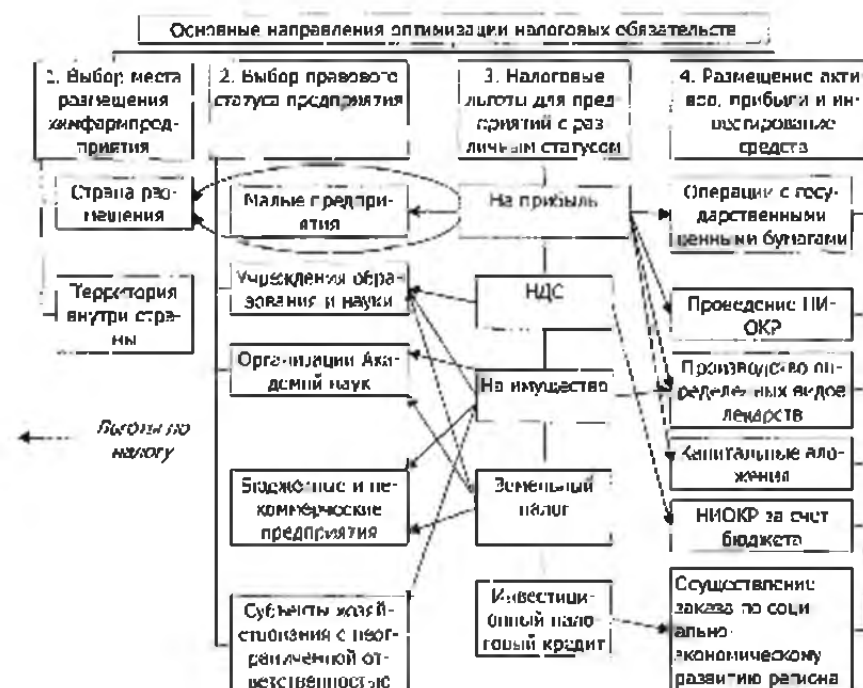 Основные направления оптимизации налоговых обязательств
1. Выбор места
размещения
химфармпред-
приятия
2. Выбор правового
статуса предприятия
3. Налоговые
льготы для пред
приятий с раз
личным статусом
4. Размещение акти
вов, прибыли и ин-
вестирование
средств
Страна раз-
мещения
Территория
внутри стра-
ны
Льготы по
налогу
Малые предпри-
ятия
Учреждения обра-
зования и науки
Организации Ака-
демий наук
Бюджетные и не-
коммерческие
предприятия
Субъекты хозяй-
ствования с неог-
раниченной от-
ветственностью
На прибыль
НДС
На имущество
Земельный
налог
Инвестици-
онный нало-
говый кредит
Операции с госу-
дарственными
ценными бумагами
Проведение НИ-
ОКР
Производство оп-
ределенных видов
лекарств
Капитальные вло-
жения
НИОКР за счет
бюджета
Осуществление
заказа по соци
ально-
экономическому
развитию региона